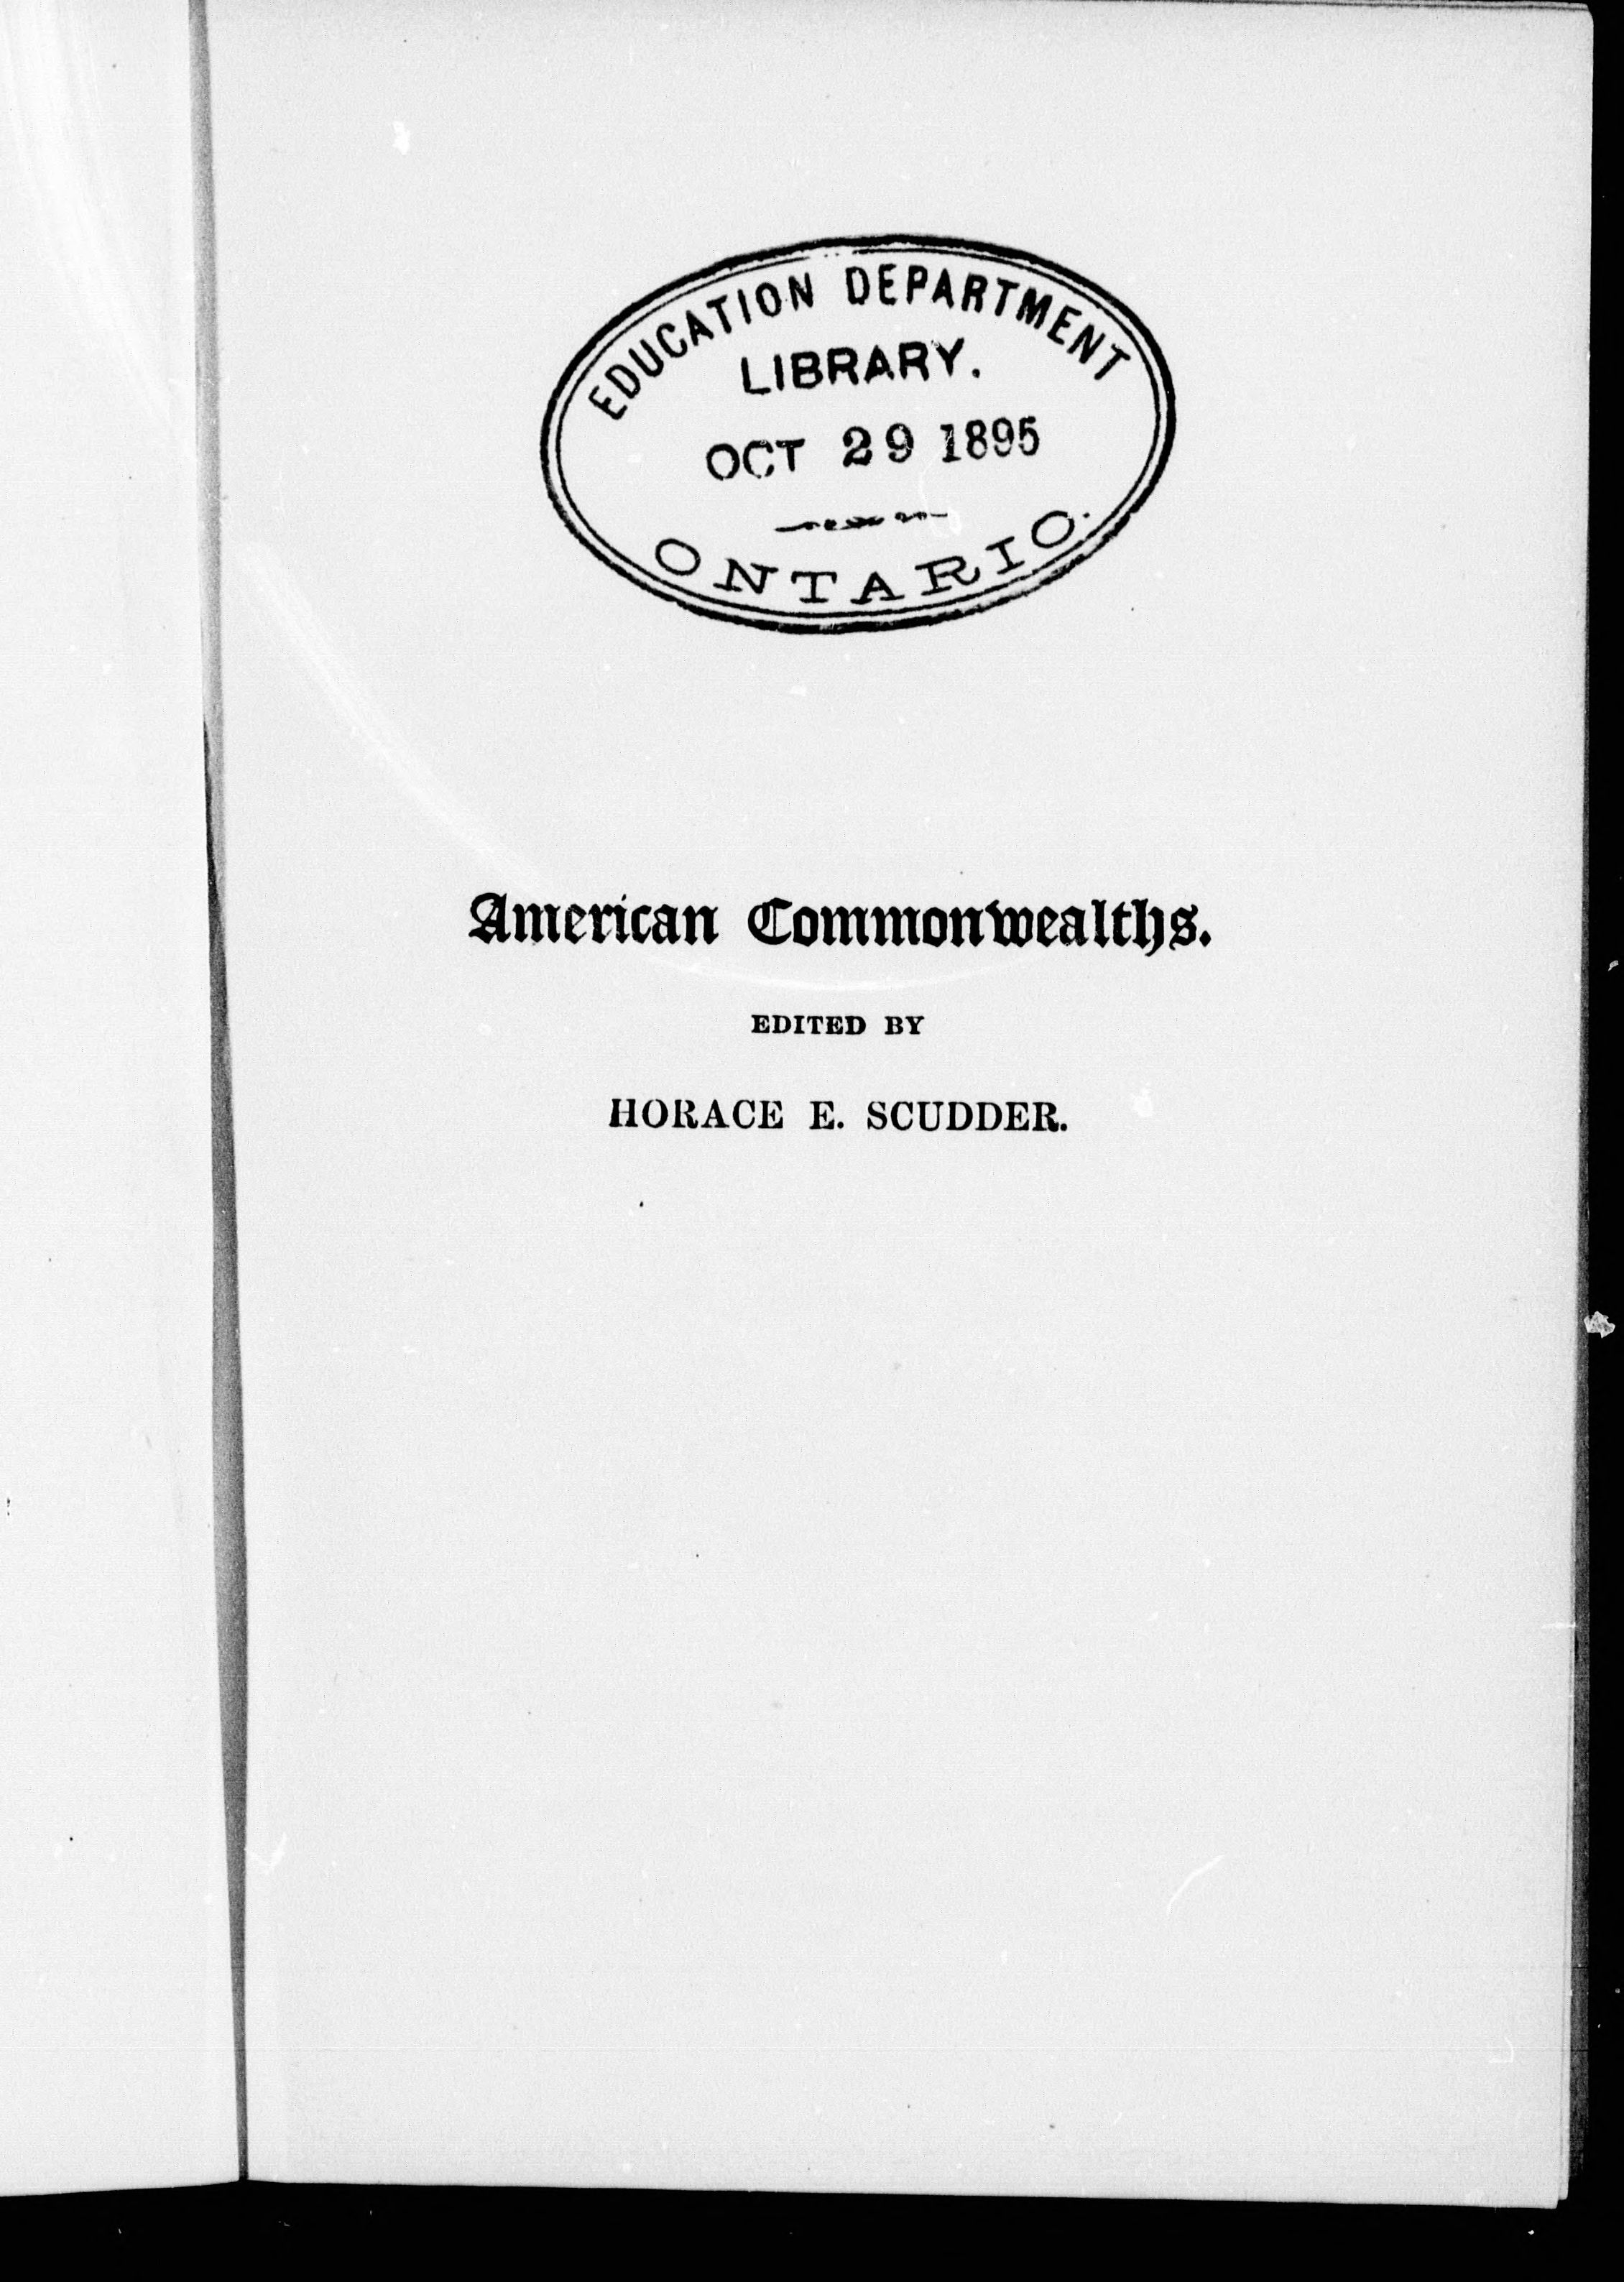 EDUCATION DEPARTMENT
LIBRARY.
OCT 29 1895
ONTARIO.
American Commonwealths.
EDITED BY
HORACE E. SCUDDER.